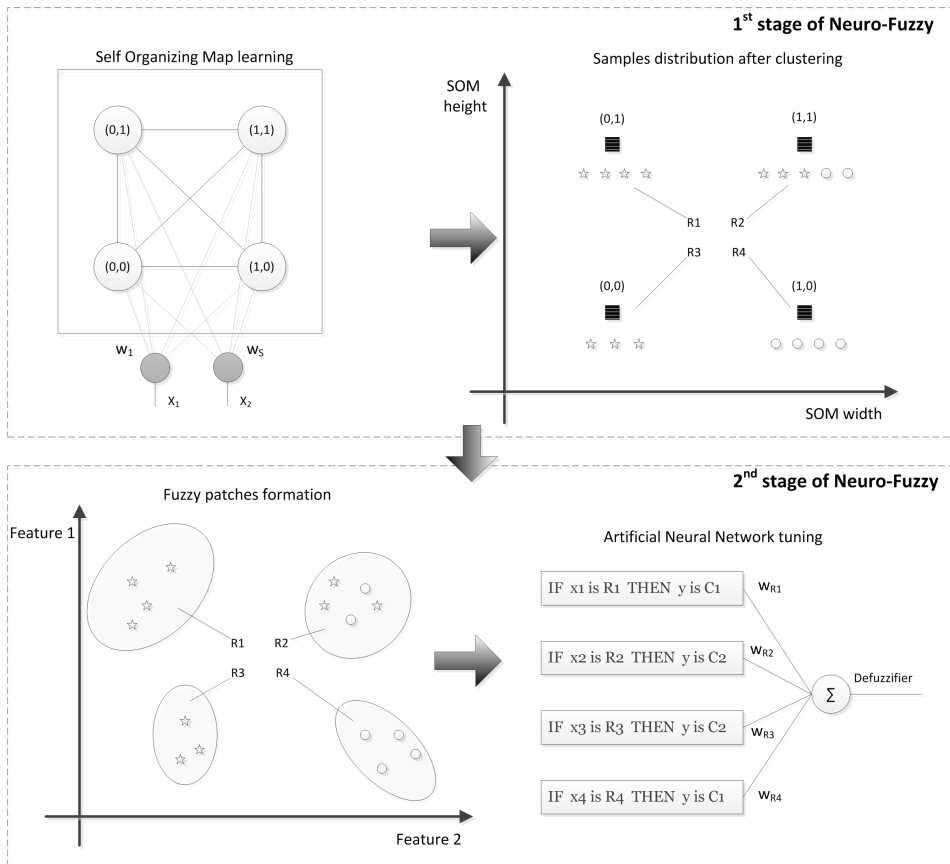 1st stage of Neuro-Fuzzy
Self Organizing Map learning
(0,1)
(1,1)
(0,0)
(1,0)
w1
wS
X1
X2
Samples distribution after clustering
SOM
height
(0,1)
(1,1)
R1
R2
R3
R4
(0,0)
(1,0)
SOM width
2nd stage of Neuro-Fuzzy
Fuzzy patches formation
Feature 1
R1
R2
R3
R4
Feature 2
Artificial Neural Network tuning
IF x1 is R1 THEN y is C1
wR1
IF x2 is R2 THEN y is C2
wR2
IF x3 is R3 THEN y is C2
wR3
IF x4 is R4 THEN y is C1
wR4
Σ
Defuzzifier